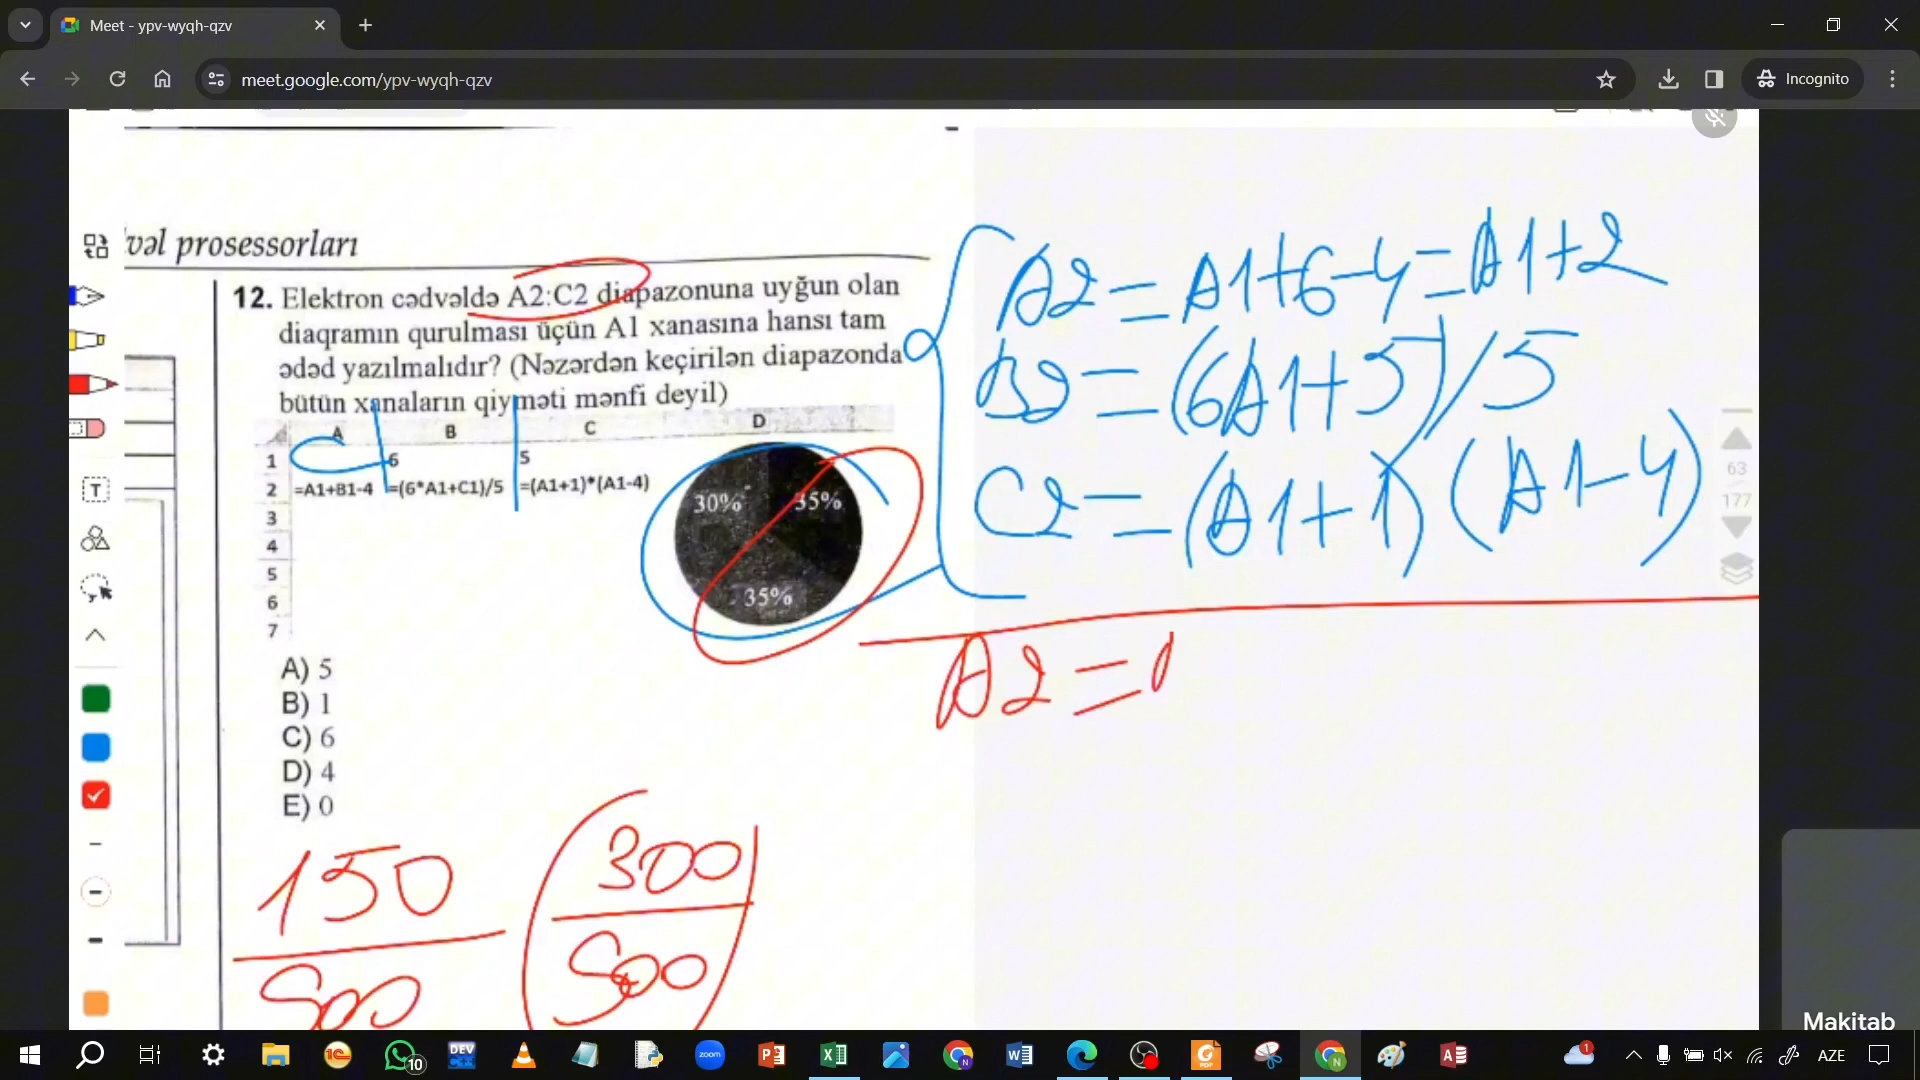 Meet - ypv-wyqh-qzv
meet.google.com/ypv-wyqh-qzv
Incognito
vəl prosessorları
12. Elektron cədvəldə A2:C2 diapazonuna uyğun olan
diaqramın qurulması üçün A1 xanasına hansı tam
ədəd yazılmalıdır? (Nəzərdən keçirilən diapazonda
bütün xanaların qiyməti mənfi deyil)
A B C D
1 6 5
2 =A1+B1-4 =(6*A1+C1)/5 =(A1+1)*(A1-4)
3
4
5
6
7
30% 35%
35%
A) 5
B) 1
C) 6
D) 4
E) 0
A2=A1+6-4=A1+2
B2=(6A1+5)/5
C2=(A1+1)(A1-4)
A2=
150
500
300
500
T
63
177
Makitab
10
DEV
zoom
1
AZE